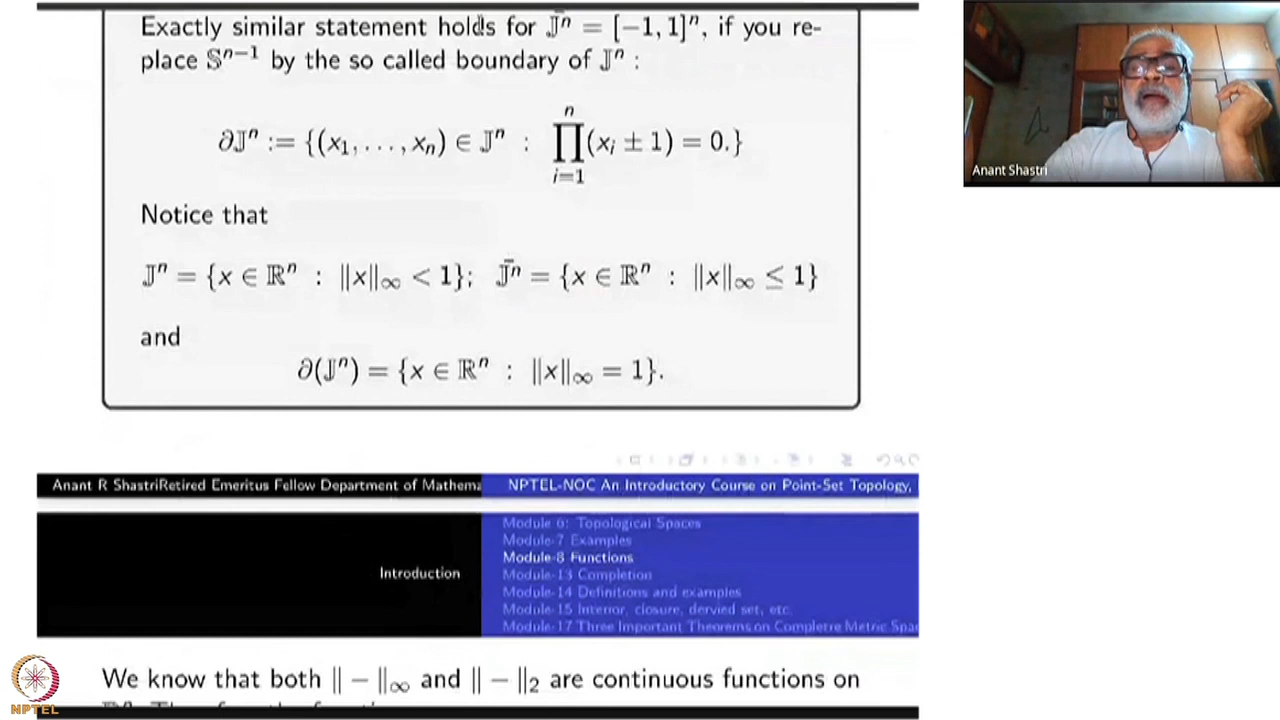 Exactly similar statement holds for 𝕁̄ⁿ = [−1, 1]ⁿ, if you re-
place 𝕊ⁿ⁻¹ by the so called boundary of 𝕁ⁿ :
∂𝕁ⁿ := {(x₁, . . . , xₙ) ∈ 𝕁ⁿ : ∏ᵢ₌₁ⁿ (xᵢ ± 1) = 0.}
Notice that
𝕁ⁿ = {x ∈ ℝⁿ : ‖x‖∞ < 1}; 𝕁̄ⁿ = {x ∈ ℝⁿ : ‖x‖∞ ≤ 1}
and
∂(𝕁ⁿ) = {x ∈ ℝⁿ : ‖x‖∞ = 1}.
Anant R ShastriRetired Emeritus Fellow Department of Mathema
NPTEL-NOC An Introductory Course on Point-Set Topology,
Introduction
Module 6: Topological Spaces
Module-7 Examples
Module-8 Functions
Module-13 Completion
Module-14 Definitions and examples
Module-15 Interior, closure, dervied set, etc.
Module-17 Three Important Theorems on Completre Metric Spa
We know that both ‖ − ‖∞ and ‖ − ‖₂ are continuous functions on
NPTEL
Anant Shastri